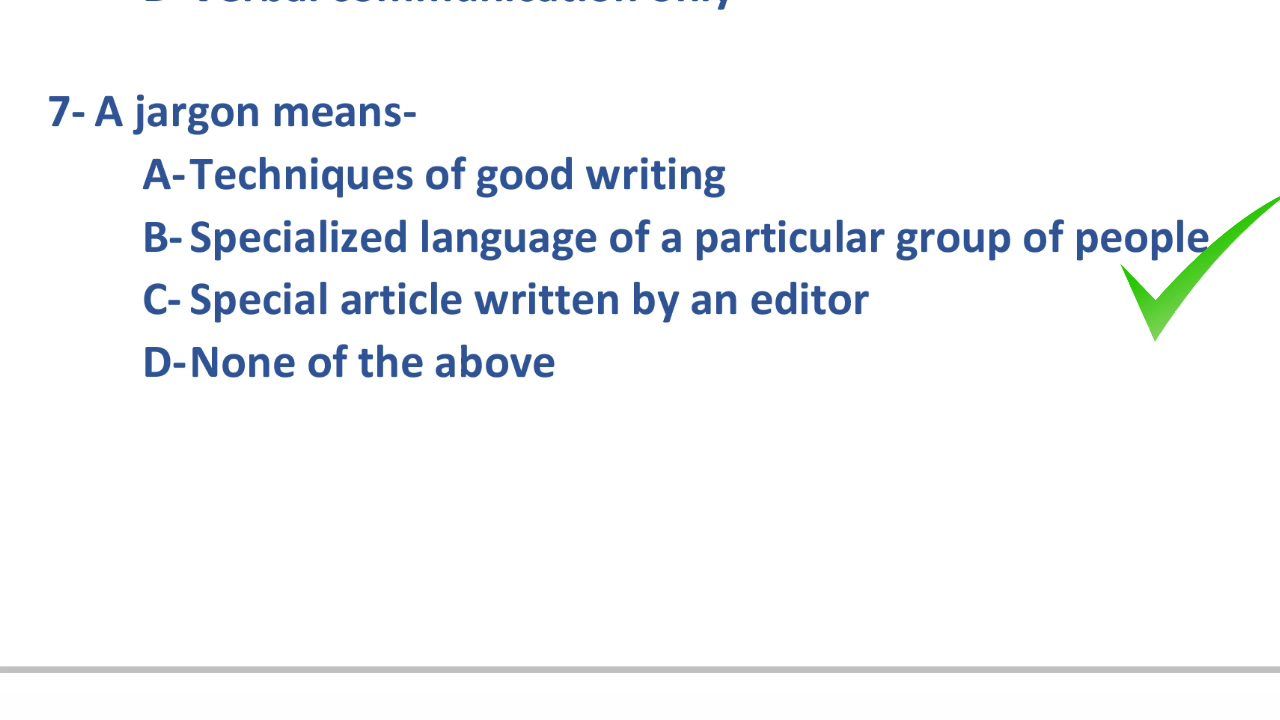 7- A jargon means-
A- Techniques of good writing
B- Specialized language of a particular group of people
C- Special article written by an editor
D- None of the above